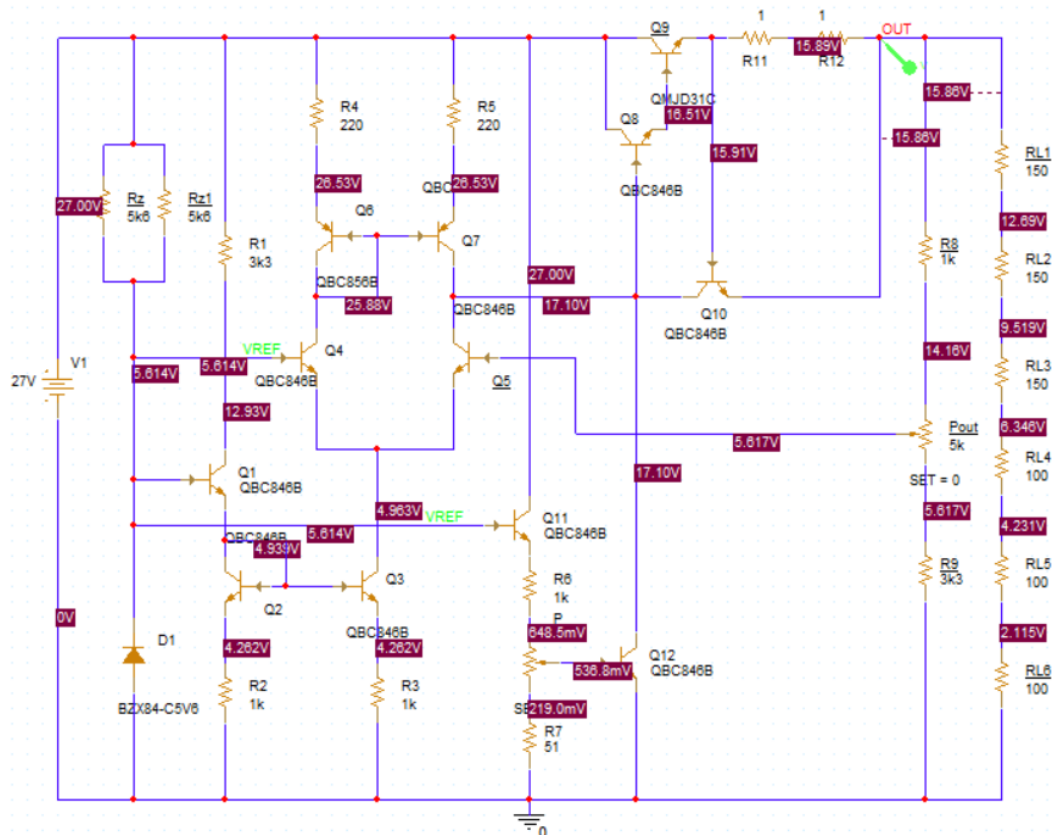 Q9
1
1
OUT
15.89V
R11
R12
R4
220
R5
220
QMJD31C
16.51V
Q8
15.86V
15.86V
15.91V
RL1
150
26.53V
QBC
26.53V
QBC846B
27.00V
Rz
5k6
Rz1
5k6
Q6
Q7
12.69V
R1
3k3
27.00V
R8
1k
RL2
150
QBC856B
25.88V
QBC846B
17.10V
Q10
QBC846B
9.519V
VREF
Q4
14.16V
RL3
150
V1
27V
5.614V
5.614V
QBC846B
Q5
12.93V
Pout
5k
6.346V
5.617V
RL4
100
17.10V
SET = 0
Q1
QBC846B
4.963V
VREF
Q11
QBC846B
5.617V
4.231V
QBC846B
5.614V
4.939V
R9
3k3
RL5
100
Q3
R6
1k
Q2
0V
P
2.115V
D1
QBC846B
648.5mV
4.262V
4.262V
Q12
QBC846B
536.8mV
RL6
100
R2
1k
R3
1k
BZX84-C5V6
SE
219.0mV
R7
51
0